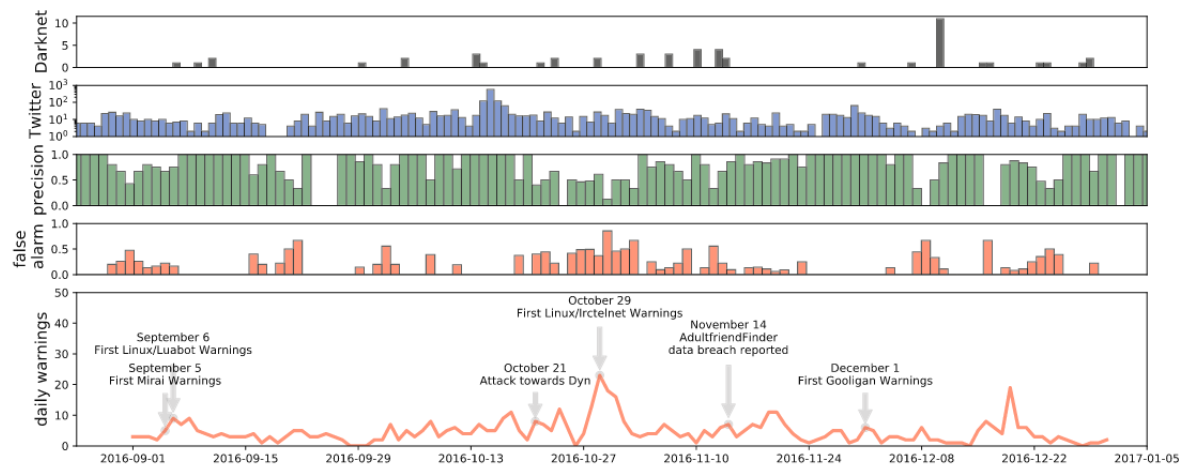 Darknet
10
5
0
Twitter
10³
10²
10¹
10⁰
precision
1.0
0.5
0.0
false
alarm
1.0
0.5
0.0
daily warnings
50
40
30
20
10
0
October 29
First Linux/Irctelnet Warnings
September 6
First Linux/Luabot Warnings
September 5
First Mirai Warnings
October 21
Attack towards Dyn
November 14
AdultfriendFinder
data breach reported
December 1
First Gooligan Warnings
2016-09-01 2016-09-15 2016-09-29 2016-10-13 2016-10-27 2016-11-10 2016-11-24 2016-12-08 2016-12-22 2017-01-05